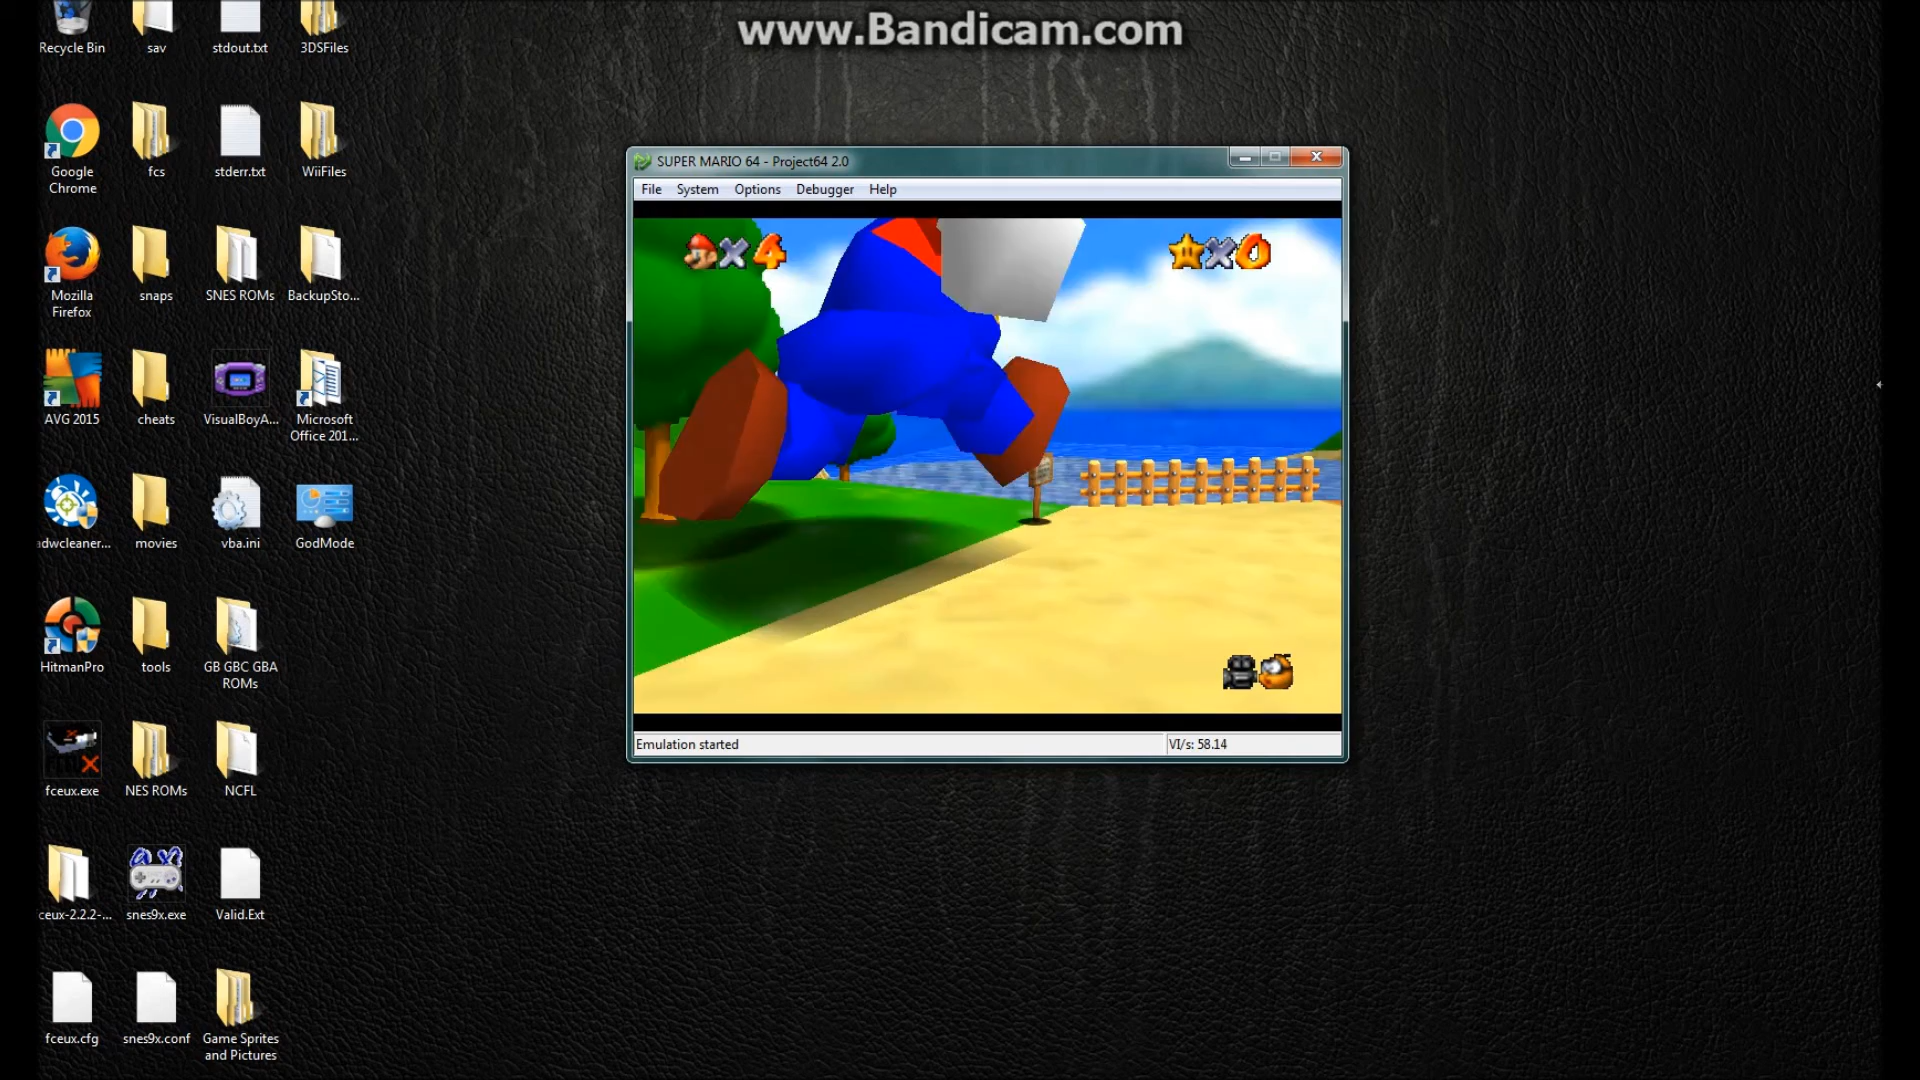 www.Bandicam.com
Recycle Bin
sav
stdout.txt
3DSFiles
Google
Chrome
fcs
stderr.txt
WiiFiles
Mozilla
Firefox
snaps
SNES ROMs
BackupSto...
AVG 2015
cheats
VisualBoyA...
Microsoft
Office 201...
adwcleaner...
movies
vba.ini
GodMode
HitmanPro
tools
GB GBC GBA
ROMs
fceux.exe
NES ROMs
NCFL
ceux-2.2.2-...
snes9x.exe
Valid.Ext
fceux.cfg
snes9x.conf
Game Sprites
and Pictures
SUPER MARIO 64 - Project64 2.0
File System Options Debugger Help
×4 ×0
Emulation started VI/s: 58.14